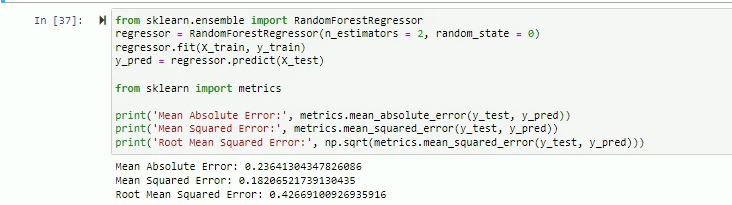 In [37]:
from sklearn.ensemble import RandomForestRegressor
regressor = RandomForestRegressor(n_estimators = 2, random_state = 0)
regressor.fit(X_train, y_train)
y_pred = regressor.predict(X_test)
from sklearn import metrics
print('Mean Absolute Error:', metrics.mean_absolute_error(y_test, y_pred))
print('Mean Squared Error:', metrics.mean_squared_error(y_test, y_pred))
print('Root Mean Squared Error:', np.sqrt(metrics.mean_squared_error(y_test, y_pred)))
Mean Absolute Error: 0.23641304347826086
Mean Squared Error: 0.18206521739130435
Root Mean Squared Error: 0.42669100926935916